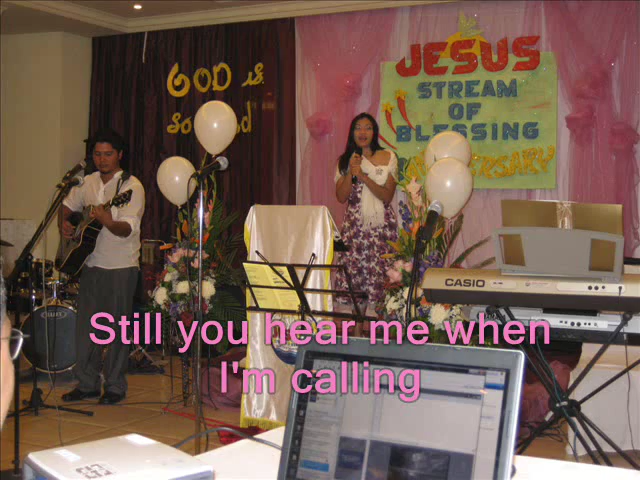 GOD is
JESUS
STREAM
OF
BLESSING
CASIO
Still you hear me when
I'm calling